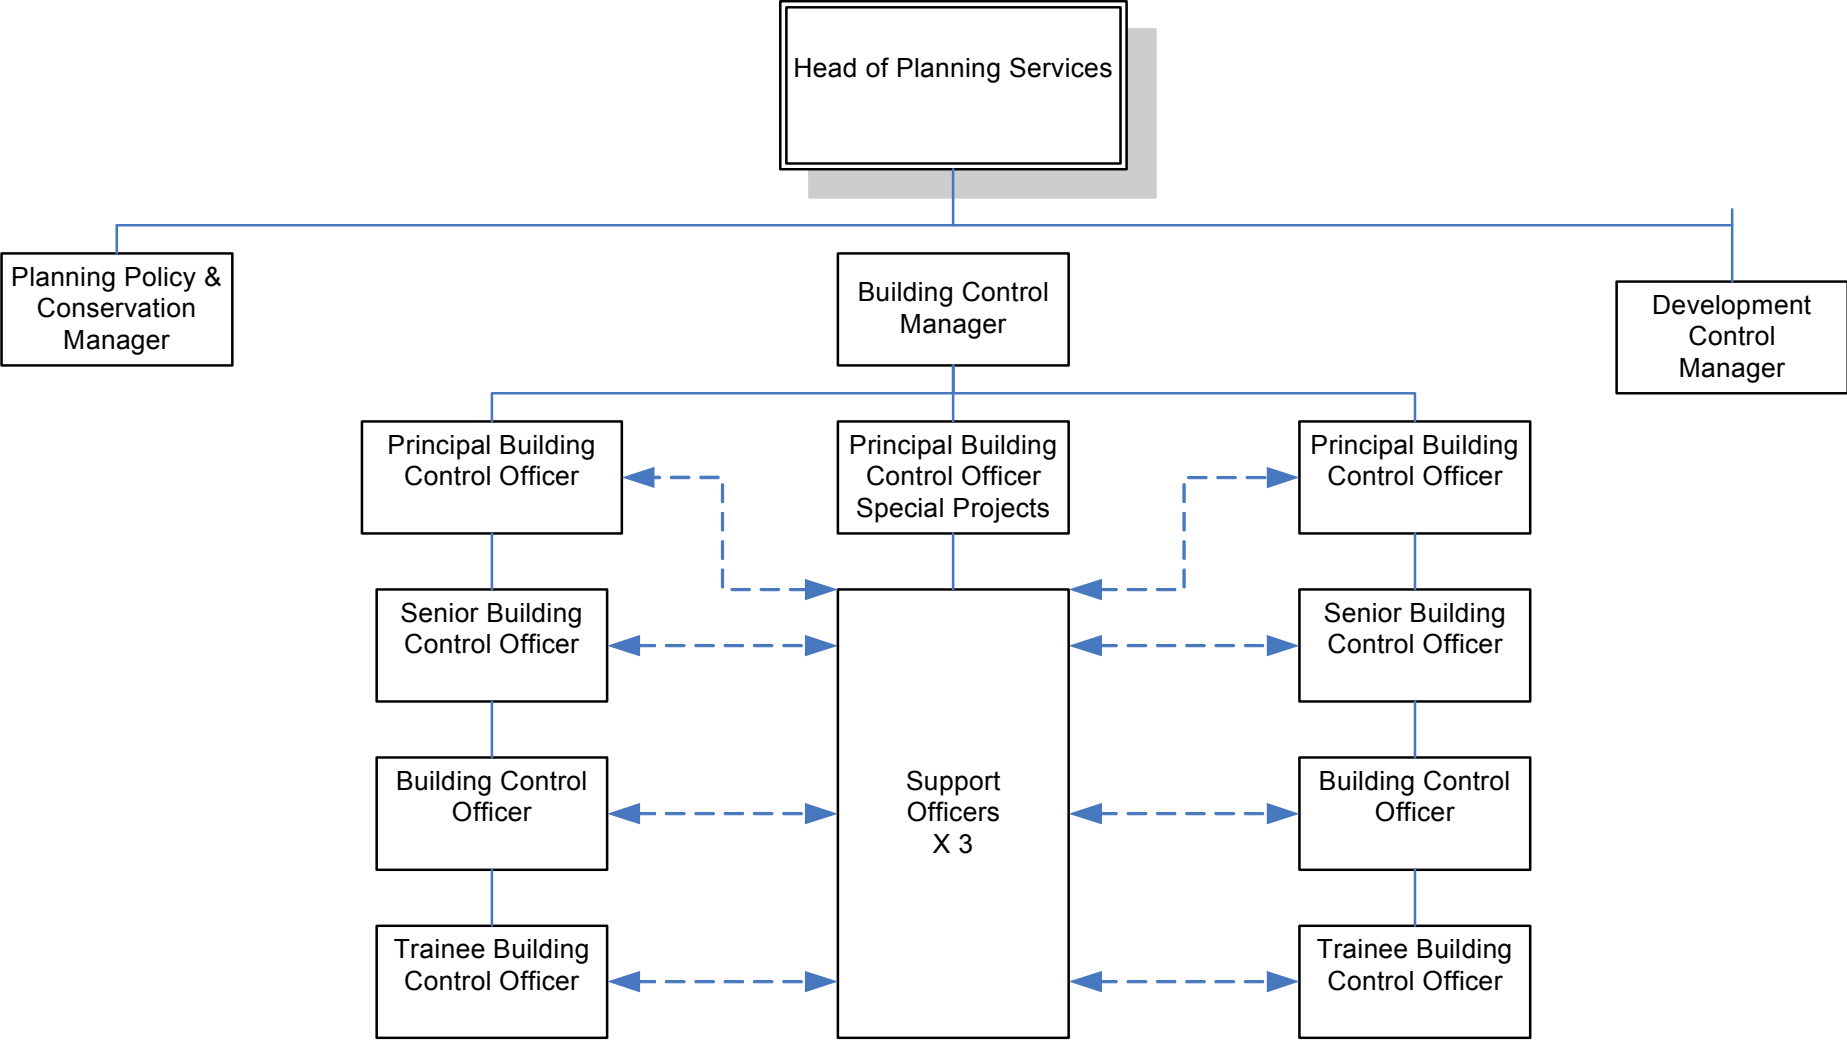 Head of Planning Services
Planning Policy &
Conservation
Manager
Building Control
Manager
Development
Control
Manager
Principal Building
Control Officer
Principal Building
Control Officer
Special Projects
Principal Building
Control Officer
Senior Building
Control Officer
Senior Building
Control Officer
Building Control
Officer
Support
Officers
X 3
Building Control
Officer
Trainee Building
Control Officer
Trainee Building
Control Officer